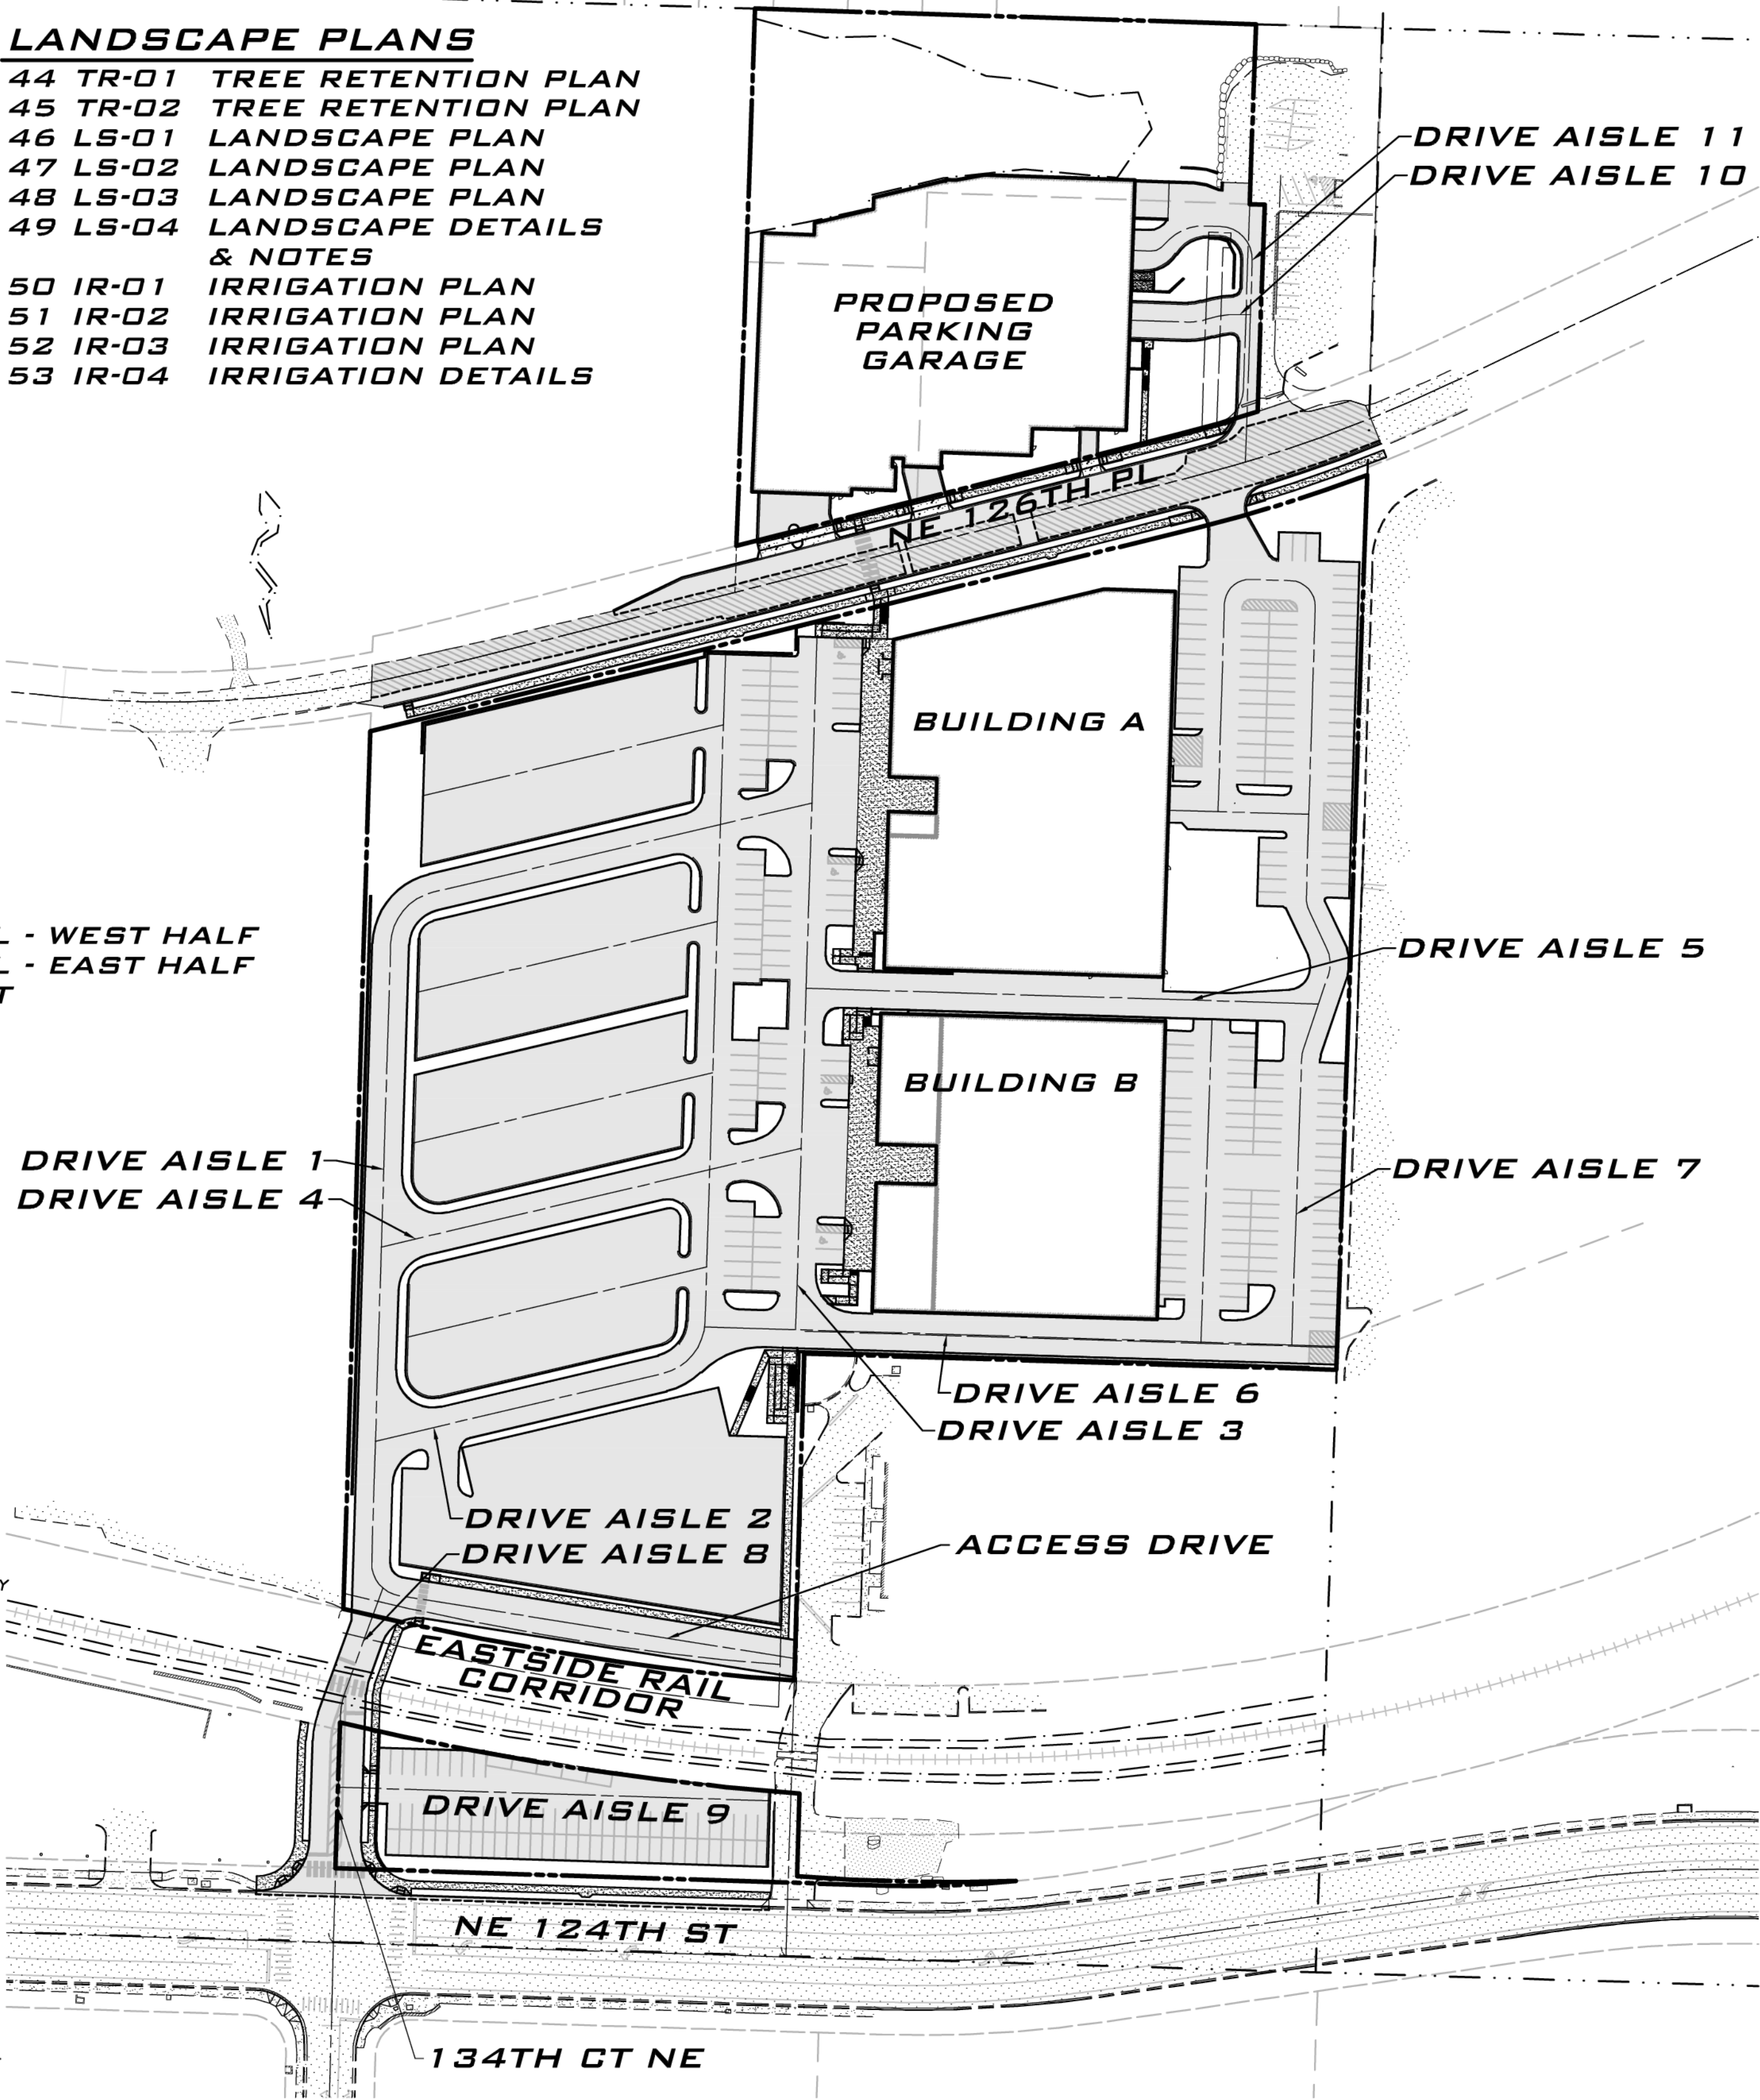 LANDSCAPE PLANS
44 TR-01 TREE RETENTION PLAN
45 TR-02 TREE RETENTION PLAN
46 LS-01 LANDSCAPE PLAN
47 LS-02 LANDSCAPE PLAN
48 LS-03 LANDSCAPE PLAN
49 LS-04 LANDSCAPE DETAILS
& NOTES
50 IR-01 IRRIGATION PLAN
51 IR-02 IRRIGATION PLAN
52 IR-03 IRRIGATION PLAN
53 IR-04 IRRIGATION DETAILS
DRIVE AISLE 11
DRIVE AISLE 10
PROPOSED
PARKING
GARAGE
NE 126TH PL
BUILDING A
L - WEST HALF
L - EAST HALF
T
DRIVE AISLE 5
BUILDING B
DRIVE AISLE 1
DRIVE AISLE 4
DRIVE AISLE 7
DRIVE AISLE 6
DRIVE AISLE 3
DRIVE AISLE 2
DRIVE AISLE 8
ACCESS DRIVE
Y
EASTSIDE RAIL
CORRIDOR
DRIVE AISLE 9
NE 124TH ST
134TH CT NE